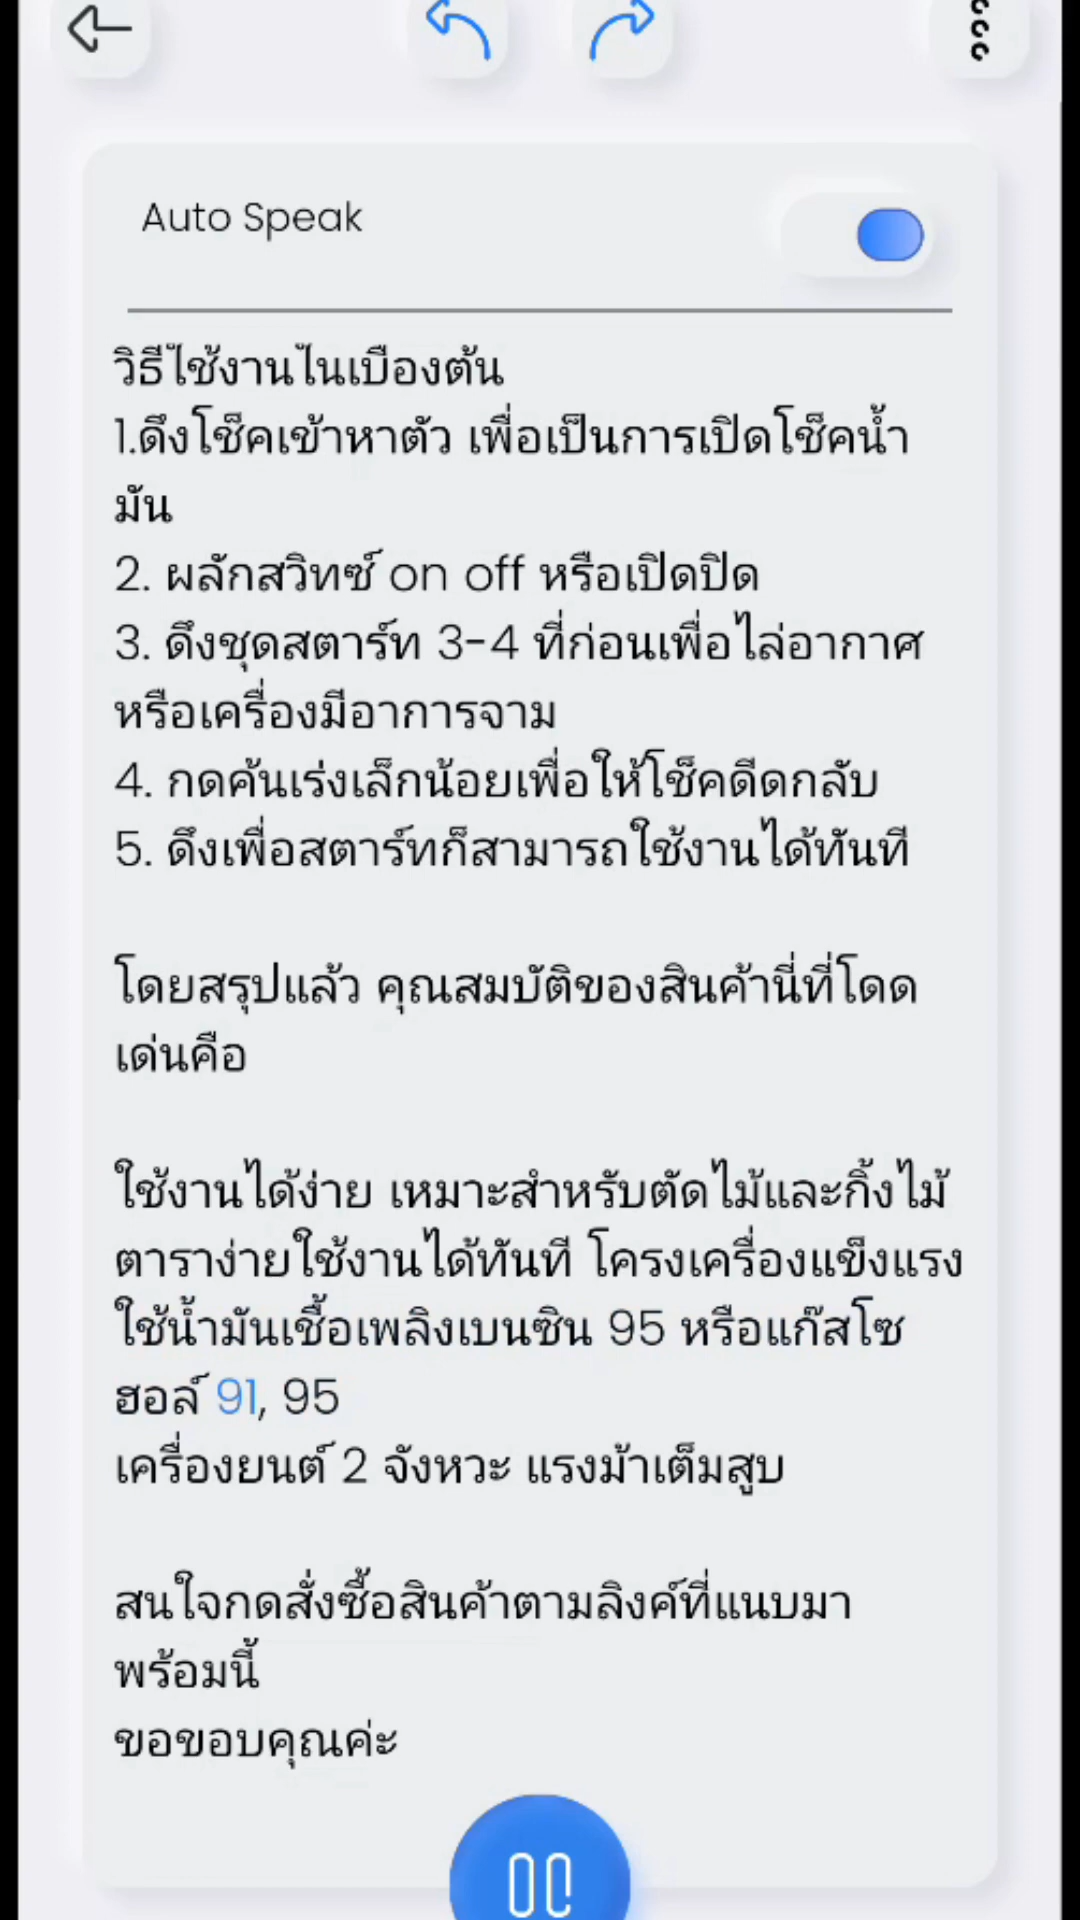 Auto Speak
วิธีใช้งานในเบืองต้น
1.ดึงโช็คเข้าหาตัว เพื่อเป็นการเปิดโช็คน้ำ
มัน
2. ผลักสวิทซ์ on off หรือเปิดปิด
3. ดึงชุดสตาร์ท 3-4 ที่ก่อนเพื่อไล่อากาศ
หรือเครื่องมีอาการจาม
4. กดค้นเร่งเล็กน้อยเพื่อให้โช็คดีดกลับ
5. ดึงเพื่อสตาร์ทก็สามารถใช้งานได้ทันที
โดยสรุปแล้ว คุณสมบัติของสินค้านี่ที่โดด
เด่นคือ
ใช้งานได้ง่าย เหมาะสำหรับตัดไม้และกิ้งไม้
ตาราง่ายใช้งานได้ทันที โครงเครื่องแข็งแรง
ใช้น้ำมันเชื้อเพลิงเบนซิน 95 หรือแก๊สโซ
ฮอล์ 91, 95
เครื่องยนต์ 2 จังหวะ แรงม้าเต็มสูบ
สนใจกดสั่งซื้อสินค้าตามลิงค์ที่แนบมา
พร้อมนี้
ขอขอบคุณค่ะ